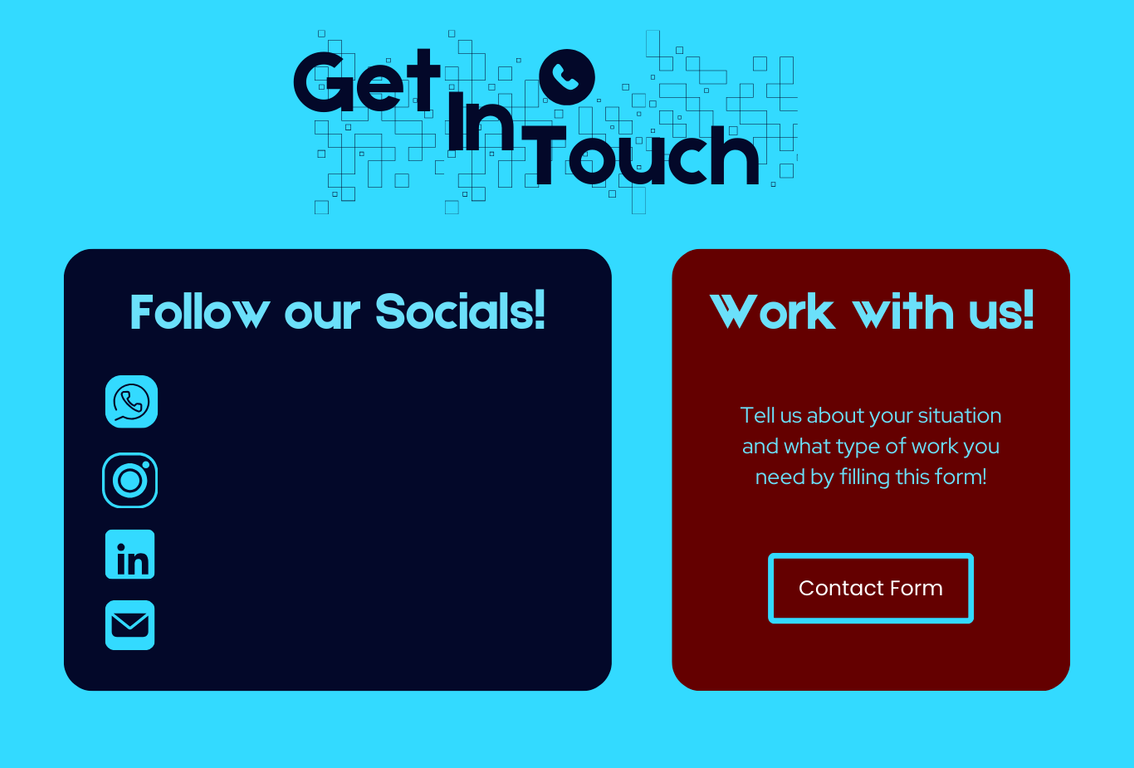 Get
In
Touch
Follow our Socials!
in
Work with us!
Tell us about your situation
and what type of work you
need by filling this form!
Contact Form